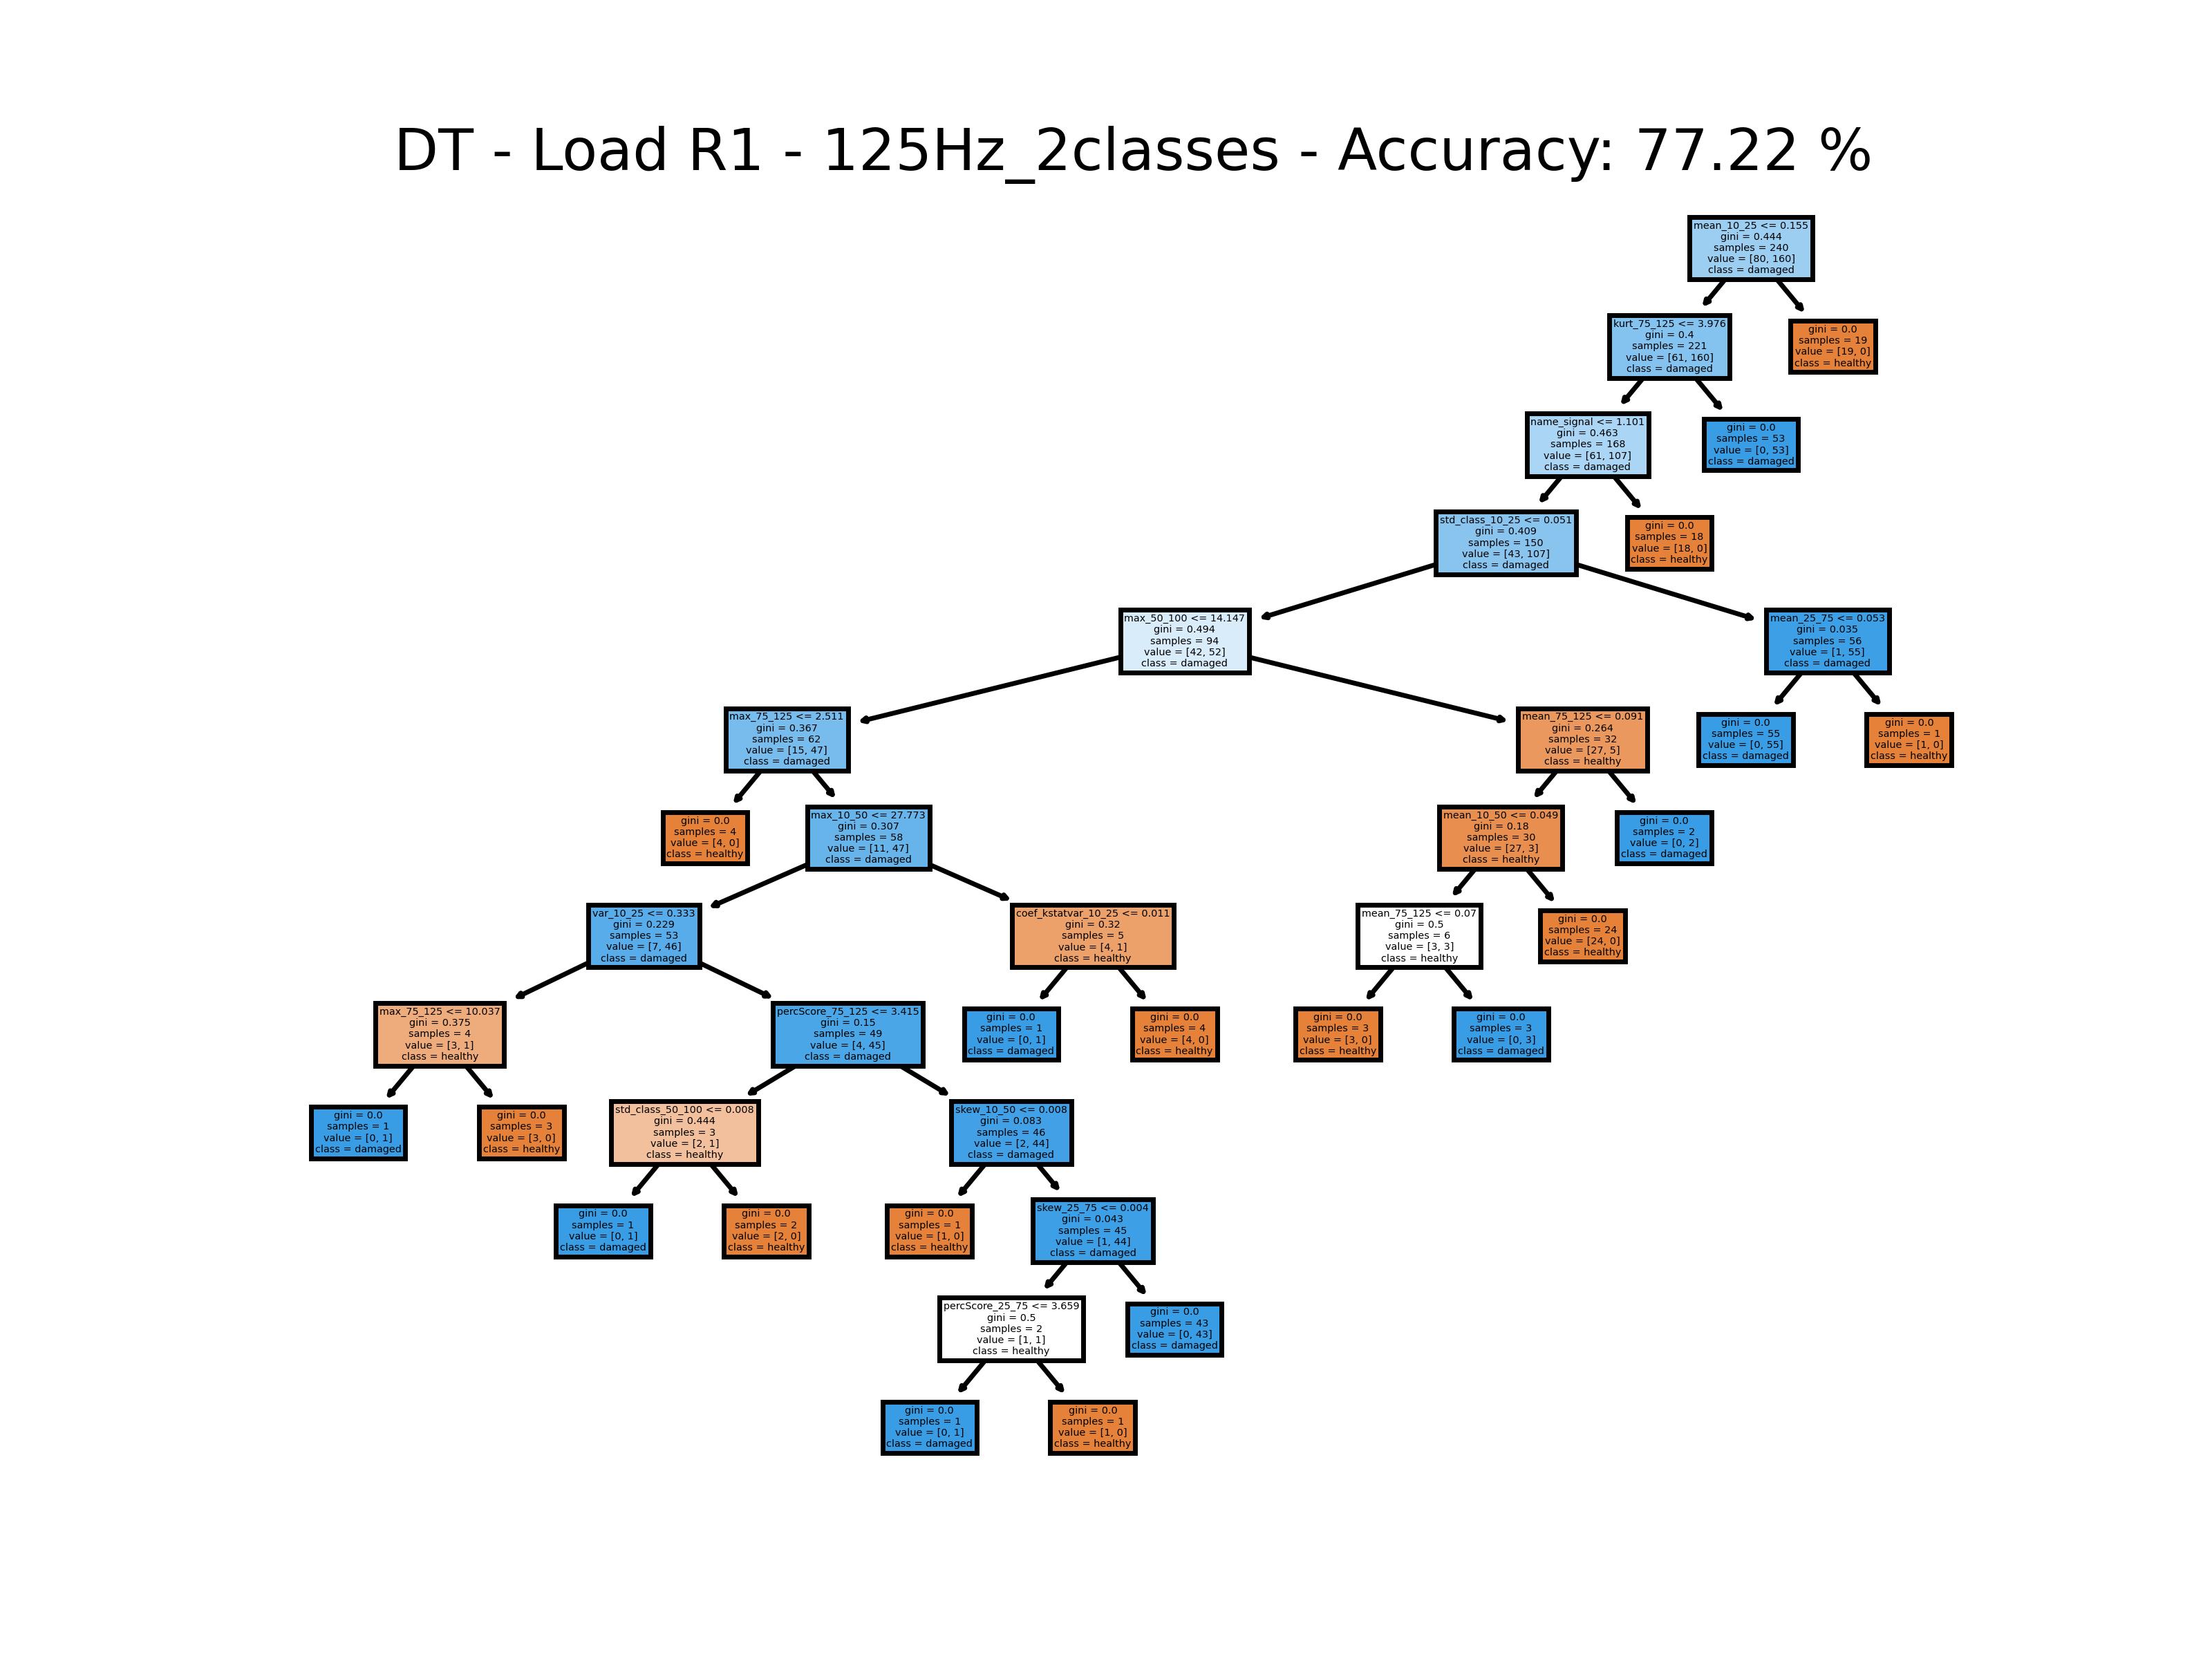 DT - Load R1 - 125Hz_2classes - Accuracy: 77.22 %
mean_10_25 <= 0.155
gini = 0.444
samples = 240
value = [80, 160]
class = damaged
kurt_75_125 <= 3.976
gini = 0.4
samples = 221
value = [61, 160]
class = damaged
gini = 0.0
samples = 19
value = [19, 0]
class = healthy
name_signal <= 1.101
gini = 0.463
samples = 168
value = [61, 107]
class = damaged
gini = 0.0
samples = 53
value = [0, 53]
class = damaged
std_class_10_25 <= 0.051
gini = 0.409
samples = 150
value = [43, 107]
class = damaged
gini = 0.0
samples = 18
value = [18, 0]
class = healthy
max_50_100 <= 14.147
gini = 0.494
samples = 94
value = [42, 52]
class = damaged
mean_25_75 <= 0.053
gini = 0.035
samples = 56
value = [1, 55]
class = damaged
max_75_125 <= 2.511
gini = 0.367
samples = 62
value = [15, 47]
class = damaged
mean_75_125 <= 0.091
gini = 0.264
samples = 32
value = [27, 5]
class = healthy
gini = 0.0
samples = 55
value = [0, 55]
class = damaged
gini = 0.0
samples = 1
value = [1, 0]
class = healthy
gini = 0.0
samples = 4
value = [4, 0]
class = healthy
max_10_50 <= 27.773
gini = 0.307
samples = 58
value = [11, 47]
class = damaged
mean_10_50 <= 0.049
gini = 0.18
samples = 30
value = [27, 3]
class = healthy
gini = 0.0
samples = 2
value = [0, 2]
class = damaged
var_10_25 <= 0.333
gini = 0.229
samples = 53
value = [7, 46]
class = damaged
coef_kstatvar_10_25 <= 0.011
gini = 0.32
samples = 5
value = [4, 1]
class = healthy
mean_75_125 <= 0.07
gini = 0.5
samples = 6
value = [3, 3]
class = healthy
gini = 0.0
samples = 24
value = [24, 0]
class = healthy
max_75_125 <= 10.037
gini = 0.375
samples = 4
value = [3, 1]
class = healthy
percScore_75_125 <= 3.415
gini = 0.15
samples = 49
value = [4, 45]
class = damaged
gini = 0.0
samples = 1
value = [0, 1]
class = damaged
gini = 0.0
samples = 4
value = [4, 0]
class = healthy
gini = 0.0
samples = 3
value = [3, 0]
class = healthy
gini = 0.0
samples = 3
value = [0, 3]
class = damaged
gini = 0.0
samples = 1
value = [0, 1]
class = damaged
gini = 0.0
samples = 3
value = [3, 0]
class = healthy
std_class_50_100 <= 0.008
gini = 0.444
samples = 3
value = [2, 1]
class = healthy
skew_10_50 <= 0.008
gini = 0.083
samples = 46
value = [2, 44]
class = damaged
gini = 0.0
samples = 1
value = [0, 1]
class = damaged
gini = 0.0
samples = 2
value = [2, 0]
class = healthy
gini = 0.0
samples = 1
value = [1, 0]
class = healthy
skew_25_75 <= 0.004
gini = 0.043
samples = 45
value = [1, 44]
class = damaged
percScore_25_75 <= 3.659
gini = 0.5
samples = 2
value = [1, 1]
class = healthy
gini = 0.0
samples = 43
value = [0, 43]
class = damaged
gini = 0.0
samples = 1
value = [0, 1]
class = damaged
gini = 0.0
samples = 1
value = [1, 0]
class = healthy